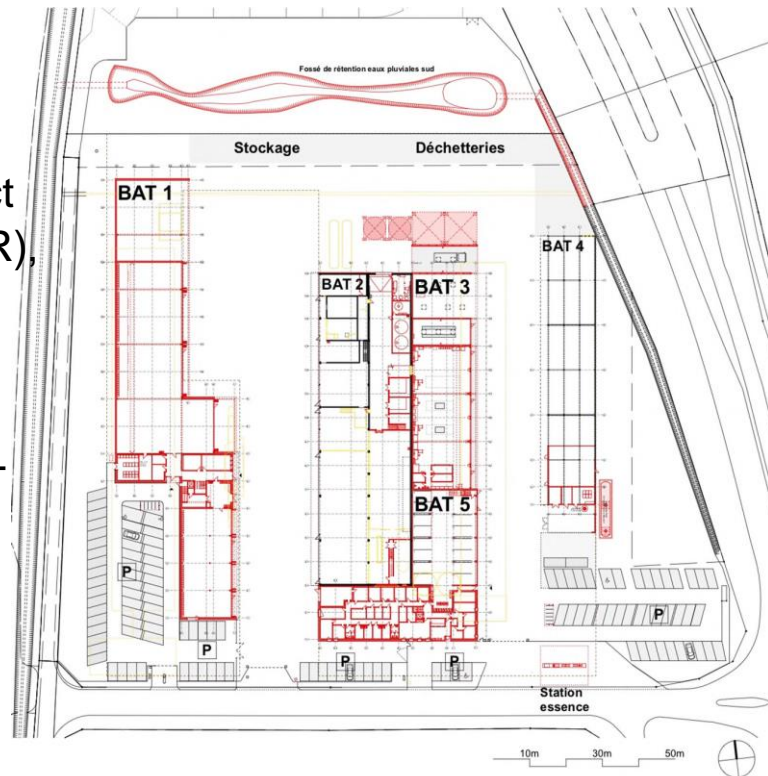 Fossé de rétention eaux pluviales sud
Stockage
Déchetteries
ct
R),
-
BAT 1
BAT 2
BAT 3
BAT 4
BAT 5
P
P
P
P
P
Station
essence
10m
30m
50m